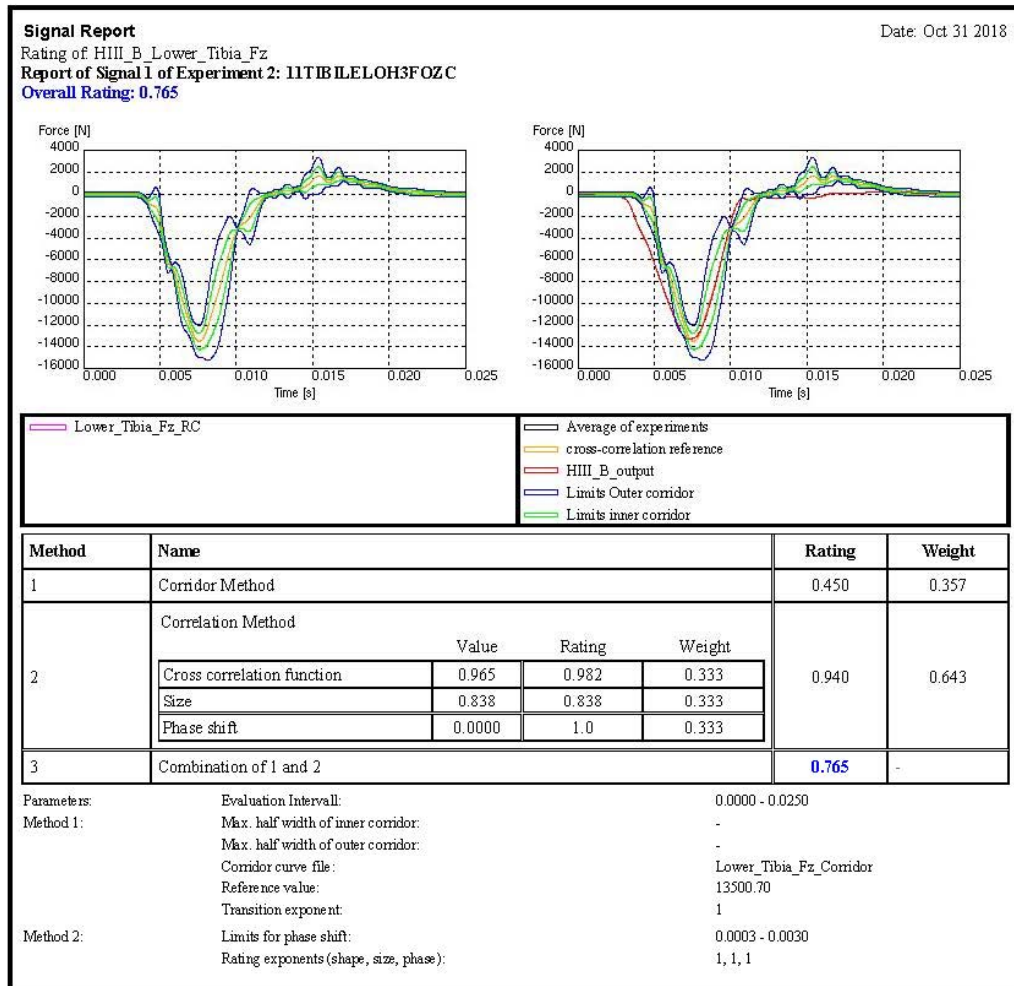 Signal Report
Date: Oct 31 2018
Rating of HIII_B_Lower_Tibia_Fz
Report of Signal 1 of Experiment 2: 11TIBILELOH3FOZC
Overall Rating: 0.765
Force [N]
4000
2000
0
-2000
-4000
-6000
-8000
-10000
-12000
-14000
-16000
0.000 0.005 0.010 0.015 0.020 0.025
Time [s]
Force [N]
4000
2000
0
-2000
-4000
-6000
-8000
-10000
-12000
-14000
-16000
0.000 0.005 0.010 0.015 0.020 0.025
Time [s]
Lower_Tibia_Fz_RC
Average of experiments
cross-correlation reference
HIII_B_output
Limits Outer corridor
Limits inner corridor
Method Name Rating Weight
1 Corridor Method 0.450 0.357
Correlation Method
Value Rating Weight
Cross correlation function 0.965 0.982 0.333
2 0.940 0.643
Size 0.838 0.838 0.333
Phase shift 0.0000 1.0 0.333
3 Combination of 1 and 2 0.765 -
Parameters: Evaluation Intervall: 0.0000 - 0.0250
Method 1: Max. half width of inner corridor: -
Max. half width of outer corridor: -
Corridor curve file: Lower_Tibia_Fz_Corridor
Reference value: 13500.70
Transition exponent: 1
Method 2: Limits for phase shift: 0.0003 - 0.0030
Rating exponents (shape, size, phase): 1, 1, 1